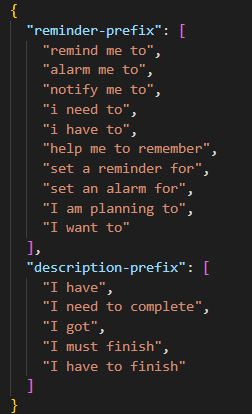 {
"reminder-prefix": [
"remind me to",
"alarm me to",
"notify me to",
"i need to",
"i have to",
"help me to remember",
"set a reminder for",
"set an alarm for",
"I am planning to",
"I want to"
],
"description-prefix": [
"I have",
"I need to complete",
"I got",
"I must finish",
"I have to finish"
]
}